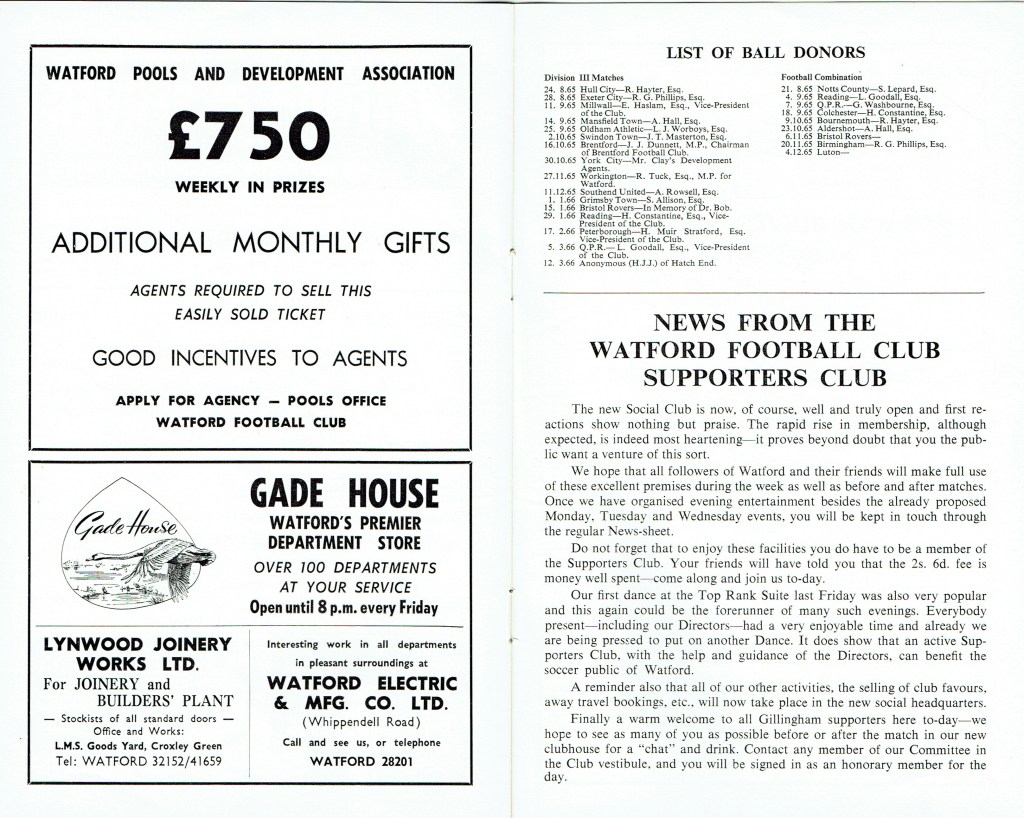 WATFORD POOLS AND DEVELOPMENT ASSOCIATION
£750
WEEKLY IN PRIZES
ADDITIONAL MONTHLY GIFTS
AGENTS REQUIRED TO SELL THIS
EASILY SOLD TICKET
GOOD INCENTIVES TO AGENTS
APPLY FOR AGENCY — POOLS OFFICE
WATFORD FOOTBALL CLUB
Gade House
GADE HOUSE
WATFORD'S PREMIER
DEPARTMENT STORE
OVER 100 DEPARTMENTS
AT YOUR SERVICE
Open until 8 p.m. every Friday
LYNWOOD JOINERY
WORKS LTD.
For JOINERY and
BUILDERS' PLANT
— Stockists of all standard doors —
Office and Works:
L.M.S. Goods Yard, Croxley Green
Tel: WATFORD 32152/41659
Interesting work in all departments
in pleasant surroundings at
WATFORD ELECTRIC
& MFG. CO. LTD.
(Whippendell Road)
Call and see us, or telephone
WATFORD 28201
LIST OF BALL DONORS
Division III Matches
24. 8.65 Hull City—R. Hayter, Esq.
28. 8.65 Exeter City—R. G. Phillips, Esq.
11. 9.65 Millwall—E. Haslam, Esq., Vice-President
of the Club.
14. 9.65 Mansfield Town—A. Hall, Esq.
25. 9.65 Oldham Athletic—L. J. Worboys, Esq.
2.10.65 Swindon Town—J. T. Masterton, Esq.
16.10.65 Brentford—J. J. Dunnett, M.P., Chairman
of Brentford Football Club.
30.10.65 York City—Mr. Clay's Development
Agents.
27.11.65 Workington—R. Tuck, Esq., M.P. for
Watford.
11.12.65 Southend United—A. Rowsell, Esq.
1. 1.66 Grimsby Town—S. Allison, Esq.
15. 1.66 Bristol Rovers—In Memory of Dr. Bob.
29. 1.66 Reading—H. Constantine, Esq., Vice-
President of the Club.
17. 2.66 Peterborough—H. Muir Stratford, Esq.
Vice-President of the Club.
5. 3.66 Q.P.R.— L. Goodall, Esq., Vice-President
of the Club.
12. 3.66 Anonymous (H.J.J.) of Hatch End.
Football Combination
21. 8.65 Notts County—S. Lepard, Esq.
4. 9.65 Reading—L. Goodall, Esq.
7. 9.65 Q.P.R.—G. Washbourne, Esq.
18. 9.65 Colchester—H. Constantine, Esq.
9.10.65 Bournemouth—R. Hayter, Esq.
23.10.65 Aldershot—A. Hall, Esq.
6.11.65 Bristol Rovers—
20.11.65 Birmingham—R. G. Phillips, Esq.
4.12.65 Luton—
NEWS FROM THE
WATFORD FOOTBALL CLUB
SUPPORTERS CLUB
The new Social Club is now, of course, well and truly open and first re-
actions show nothing but praise. The rapid rise in membership, although
expected, is indeed most heartening—it proves beyond doubt that you the pub-
lic want a venture of this sort.
We hope that all followers of Watford and their friends will make full use
of these excellent premises during the week as well as before and after matches.
Once we have organised evening entertainment besides the already proposed
Monday, Tuesday and Wednesday events, you will be kept in touch through
the regular News-sheet.
Do not forget that to enjoy these facilities you do have to be a member of
the Supporters Club. Your friends will have told you that the 2s. 6d. fee is
money well spent—come along and join us to-day.
Our first dance at the Top Rank Suite last Friday was also very popular
and this again could be the forerunner of many such evenings. Everybody
present—including our Directors—had a very enjoyable time and already we
are being pressed to put on another Dance. It does show that an active Sup-
porters Club, with the help and guidance of the Directors, can benefit the
soccer public of Watford.
A reminder also that all of our other activities, the selling of club favours,
away travel bookings, etc., will now take place in the new social headquarters.
Finally a warm welcome to all Gillingham supporters here to-day—we
hope to see as many of you as possible before or after the match in our new
clubhouse for a "chat" and drink. Contact any member of our Committee in
the Club vestibule, and you will be signed in as an honorary member for the
day.